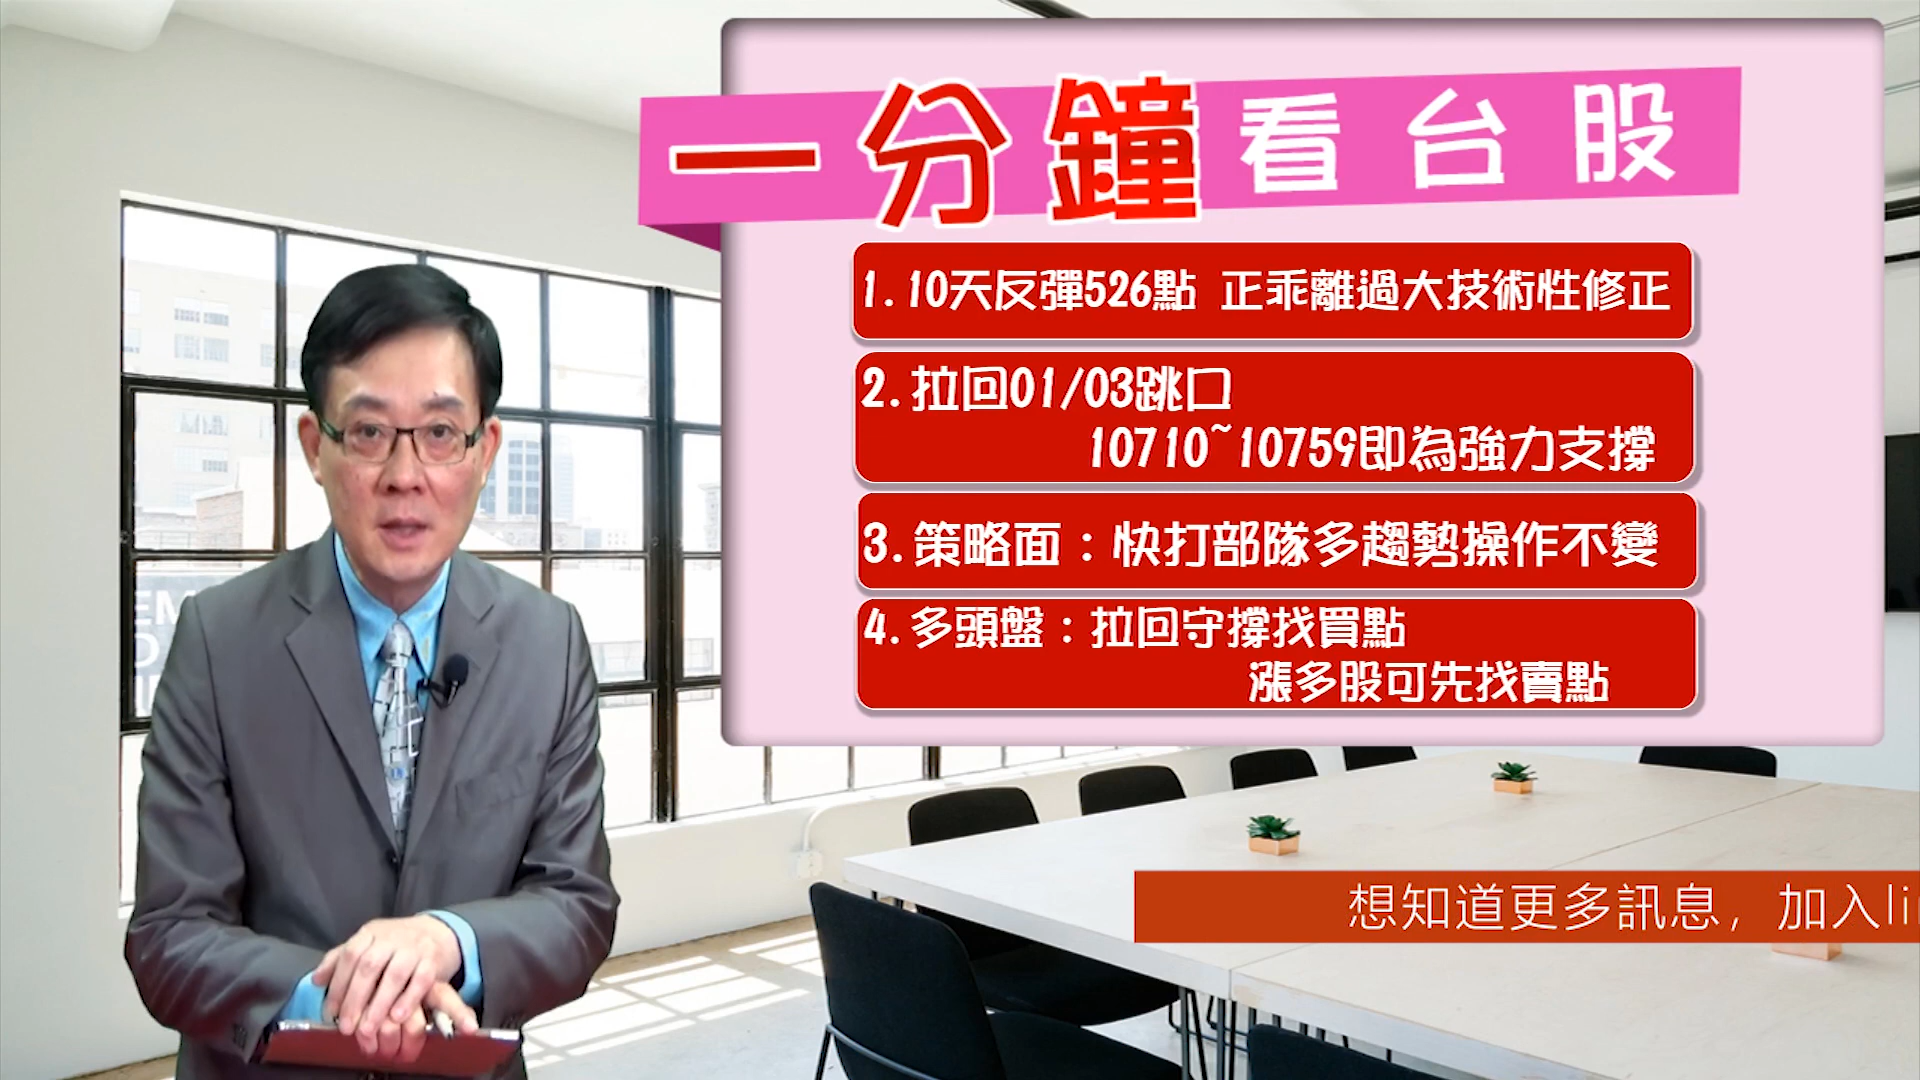 一分鐘看台股
1.10天反彈526點 正乖離過大技術性修正
2.拉回01/03跳口
10710~10759即為強力支撐
3.策略面：快打部隊多趨勢操作不變
4.多頭盤：拉回守撐找買點
漲多股可先找賣點
想知道更多訊息，加入li